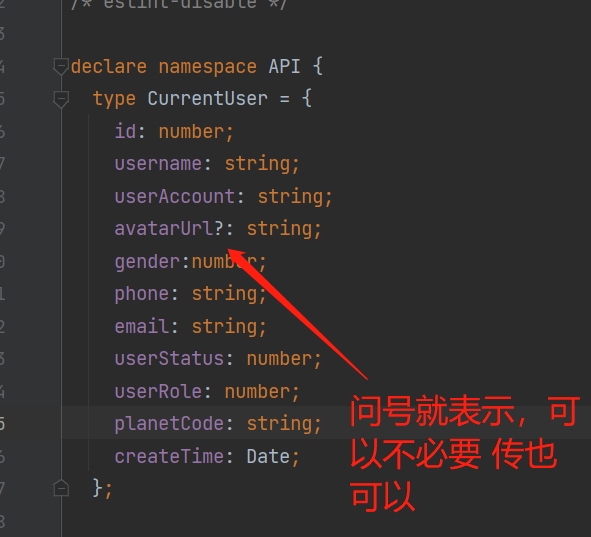 /* eslint-disable */
declare namespace API {
type CurrentUser = {
id: number;
username: string;
userAccount: string;
avatarUrl?: string;
gender:number;
phone: string;
email: string;
userStatus: number;
userRole: number;
planetCode: string;
createTime: Date;
};
问号就表示，可
以不必要 传也
可以